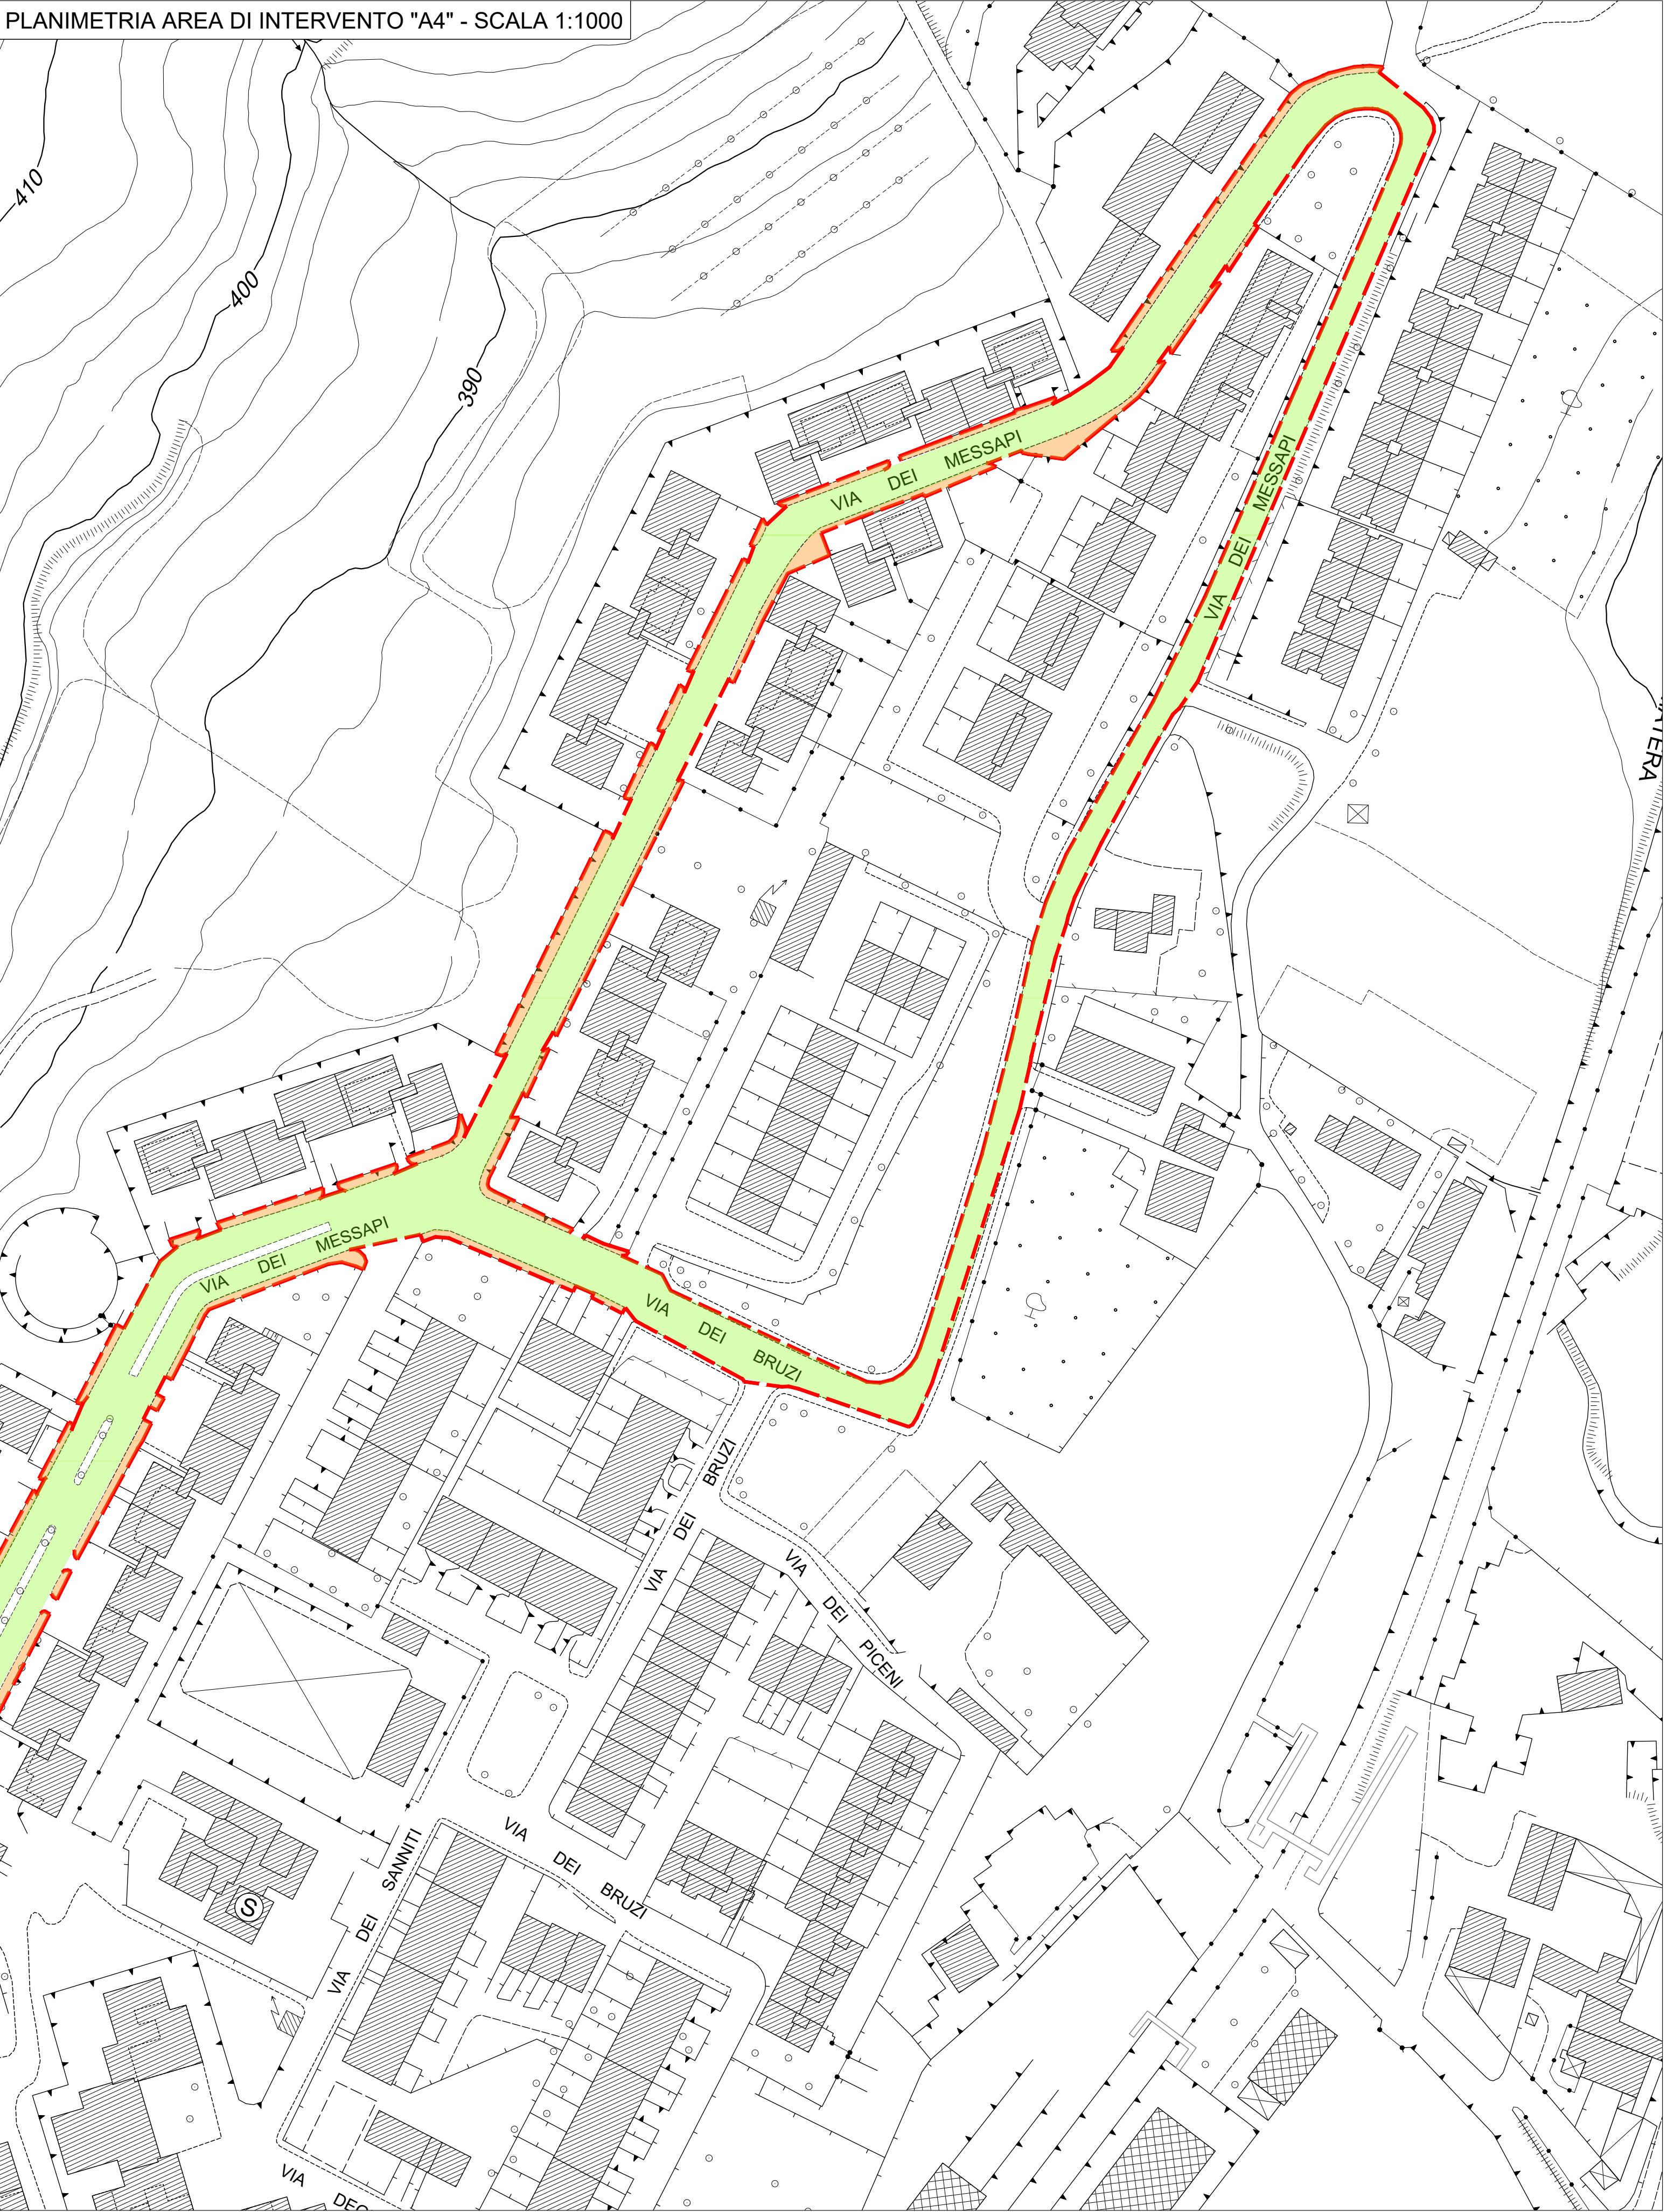 PLANIMETRIA AREA DI INTERVENTO "A4" - SCALA 1:1000
410
400
390
VIA DEI MESSAPI
VIA DEI MESSAPI
VIA DEI MESSAPI
VIA DEI BRUZI
VIA DEI BRUZI
VIA DEI PICENI
VIA DEI BRUZI
VIA DEI SANNITI
S
VIA